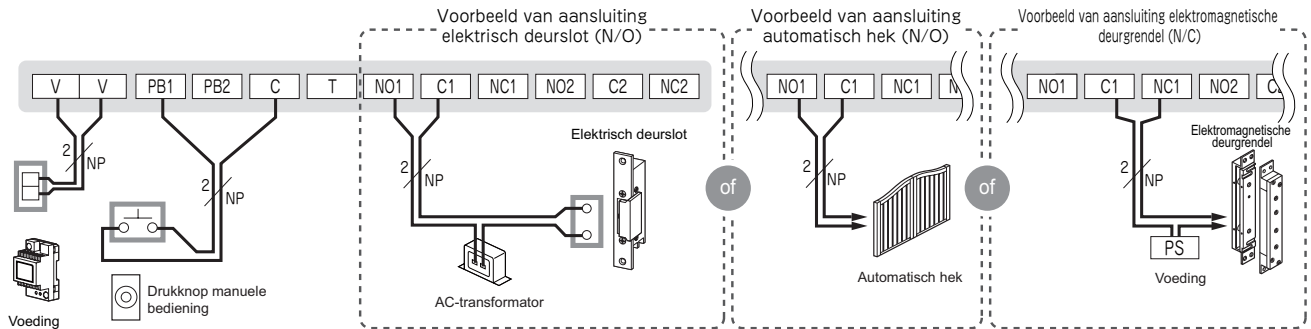 Voorbeeld van aansluiting
elektrisch deurslot (N/O)
Voorbeeld van aansluiting
automatisch hek (N/O)
Voorbeeld van aansluiting elektromagnetische
deurgrendel (N/C)
V V PB1 PB2 C T NO1 C1 NC1 NO2 C2 NC2
NO1 C1 NC1 N
NO1 C1 NC1 NO2 C2
2 NP
2 NP
2 NP
Elektrisch deurslot
of
2 NP
of
2 NP
Elektromagnetische
deurgrendel
PS
Voeding
Drukknop manuele
bediening
AC-transformator
Automatisch hek
Voeding